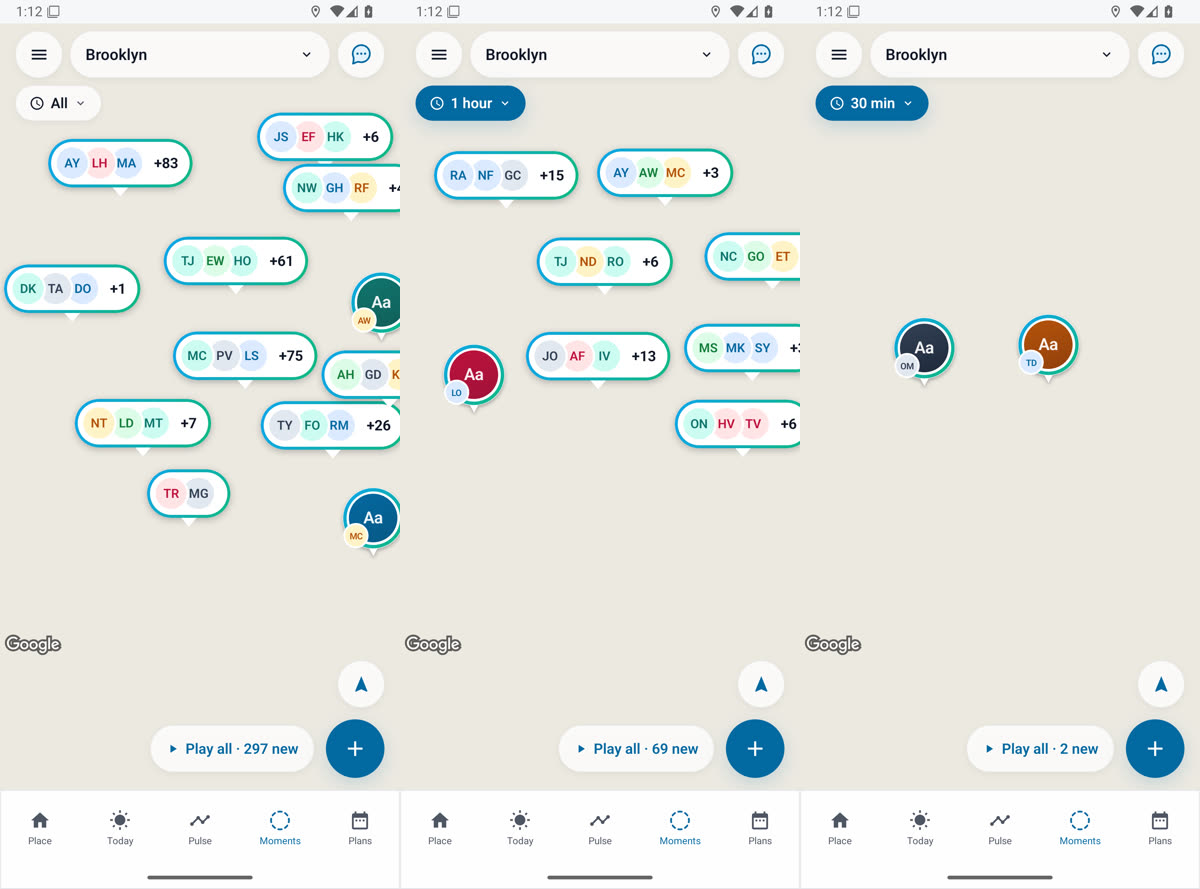 1:12
Brooklyn
All
JS EF HK +6
AY LH MA +83
NW GH RF
TJ EW HO +61
DK TA DO +1
Aa
AW
MC PV LS +75
AH GD
NT LD MT +7
TY FO RM +26
TR MG
Aa
MC
Google
Play all · 297 new
Place Today Pulse Moments Plans
1:12
Brooklyn
1 hour
RA NF GC +15
AY AW MC +3
TJ ND RO +6
NC GO ET
JO AF IV +13
MS MK SY
Aa
LO
ON HV TV +6
Google
Play all · 69 new
Place Today Pulse Moments Plans
1:12
Brooklyn
30 min
Aa
OM
Aa
TD
Google
Play all · 2 new
Place Today Pulse Moments Plans